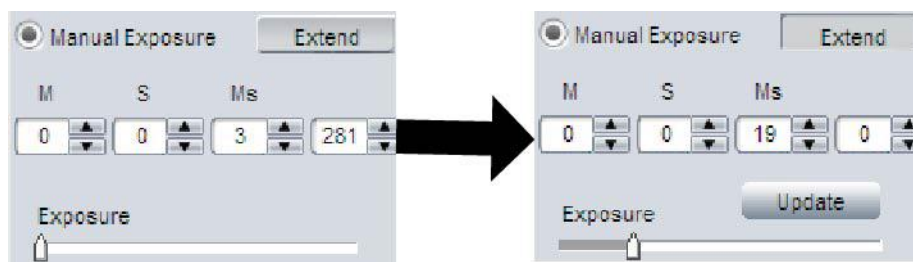 Manual Exposure Extend
M S Ms
0 0 3 281
Exposure
Manual Exposure Extend
M S Ms
0 0 19 0
Update
Exposure